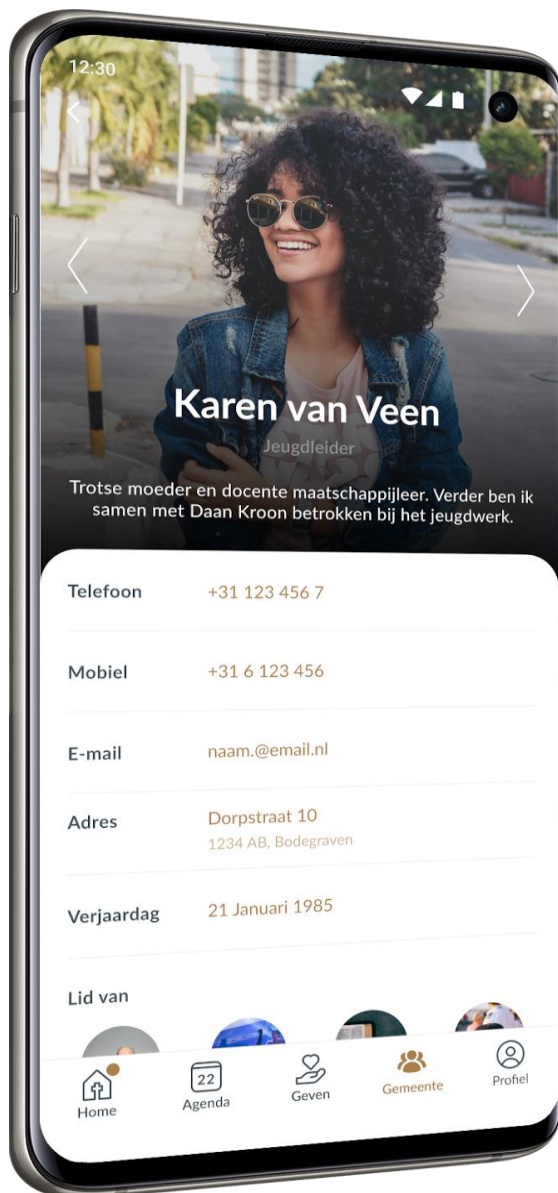 12:30
Karen van Veen
Jeugdleider
Trotse moeder en docente maatschappijleer. Verder ben ik
samen met Daan Kroon betrokken bij het jeugdwerk.
Telefoon +31 123 456 7
Mobiel +31 6 123 456
E-mail naam.@email.nl
Adres Dorpstraat 10
1234 AB, Bodegraven
Verjaardag 21 Januari 1985
Lid van
22
Home Agenda Geven Gemeente Profiel